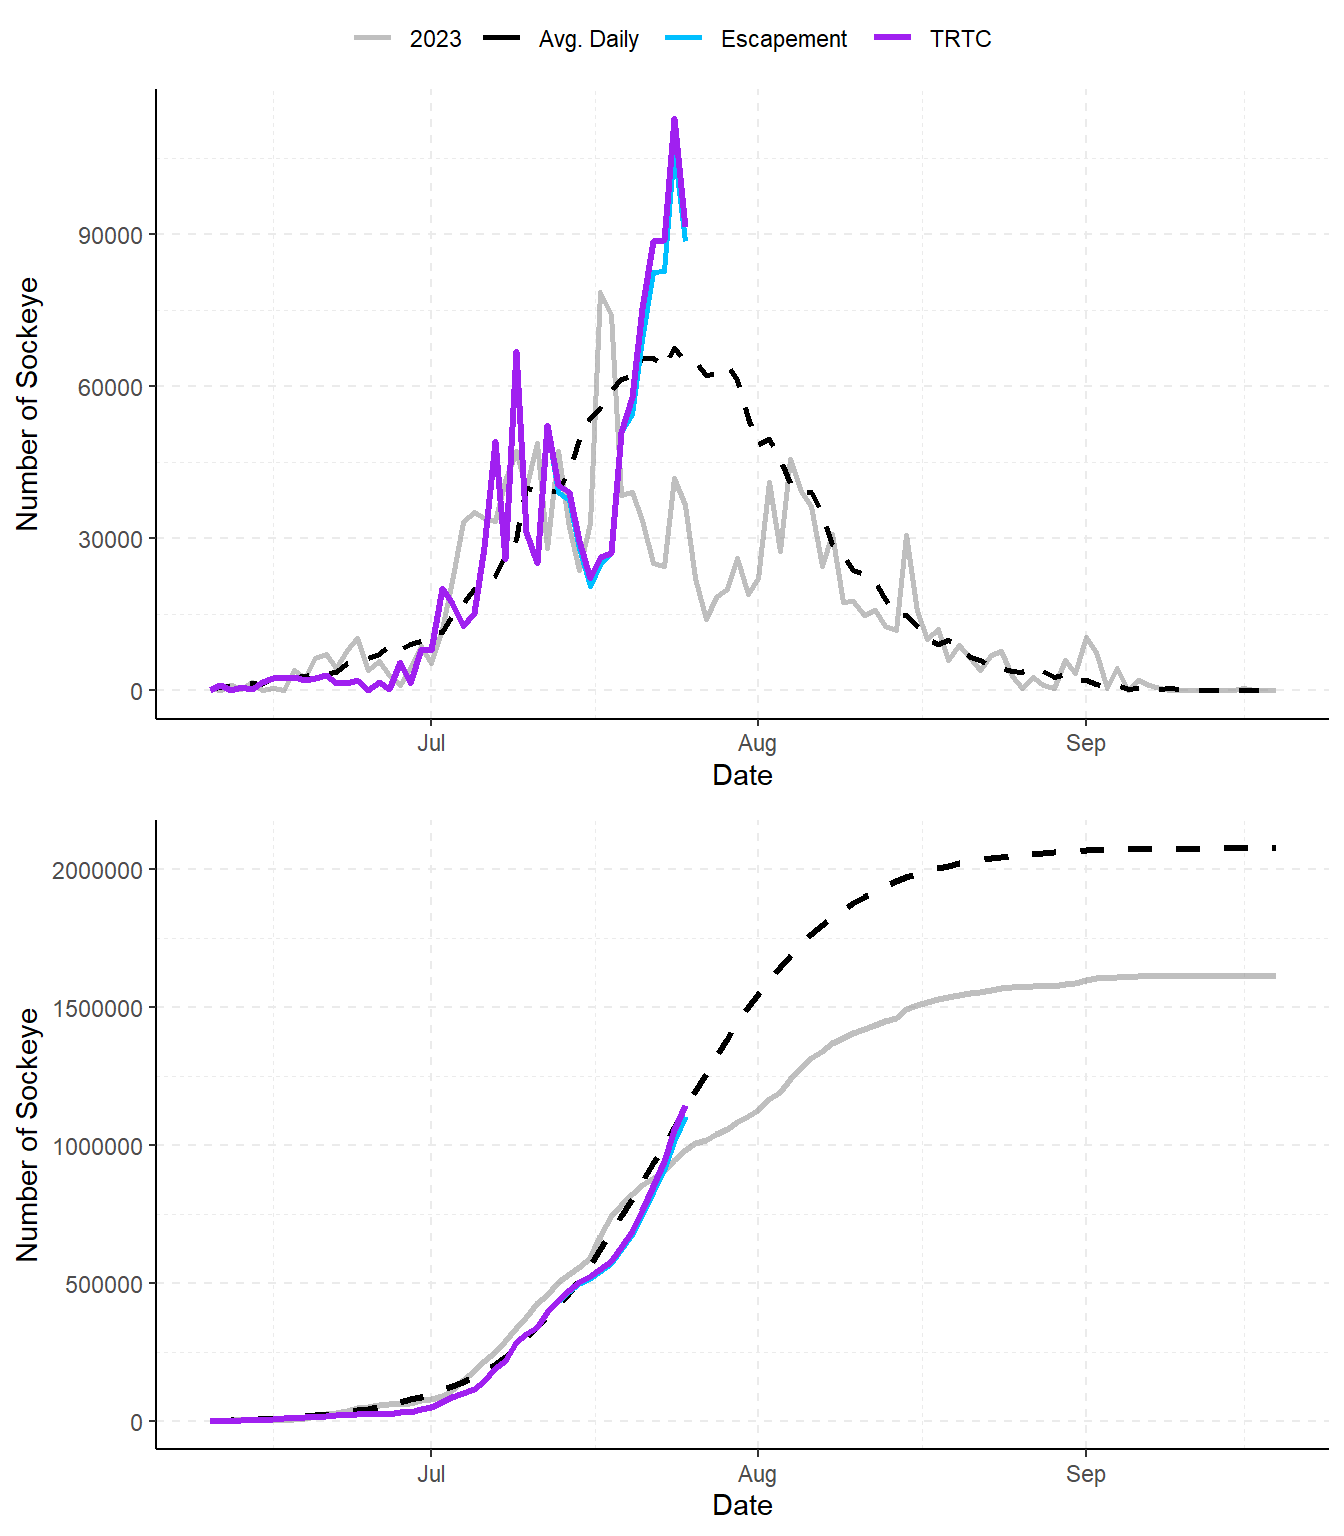 2023 Avg. Daily Escapement TRTC
Number of Sockeye
90000
60000
30000
0
Jul Aug Sep
Date
Number of Sockeye
2000000
1500000
1000000
500000
0
Jul Aug Sep
Date